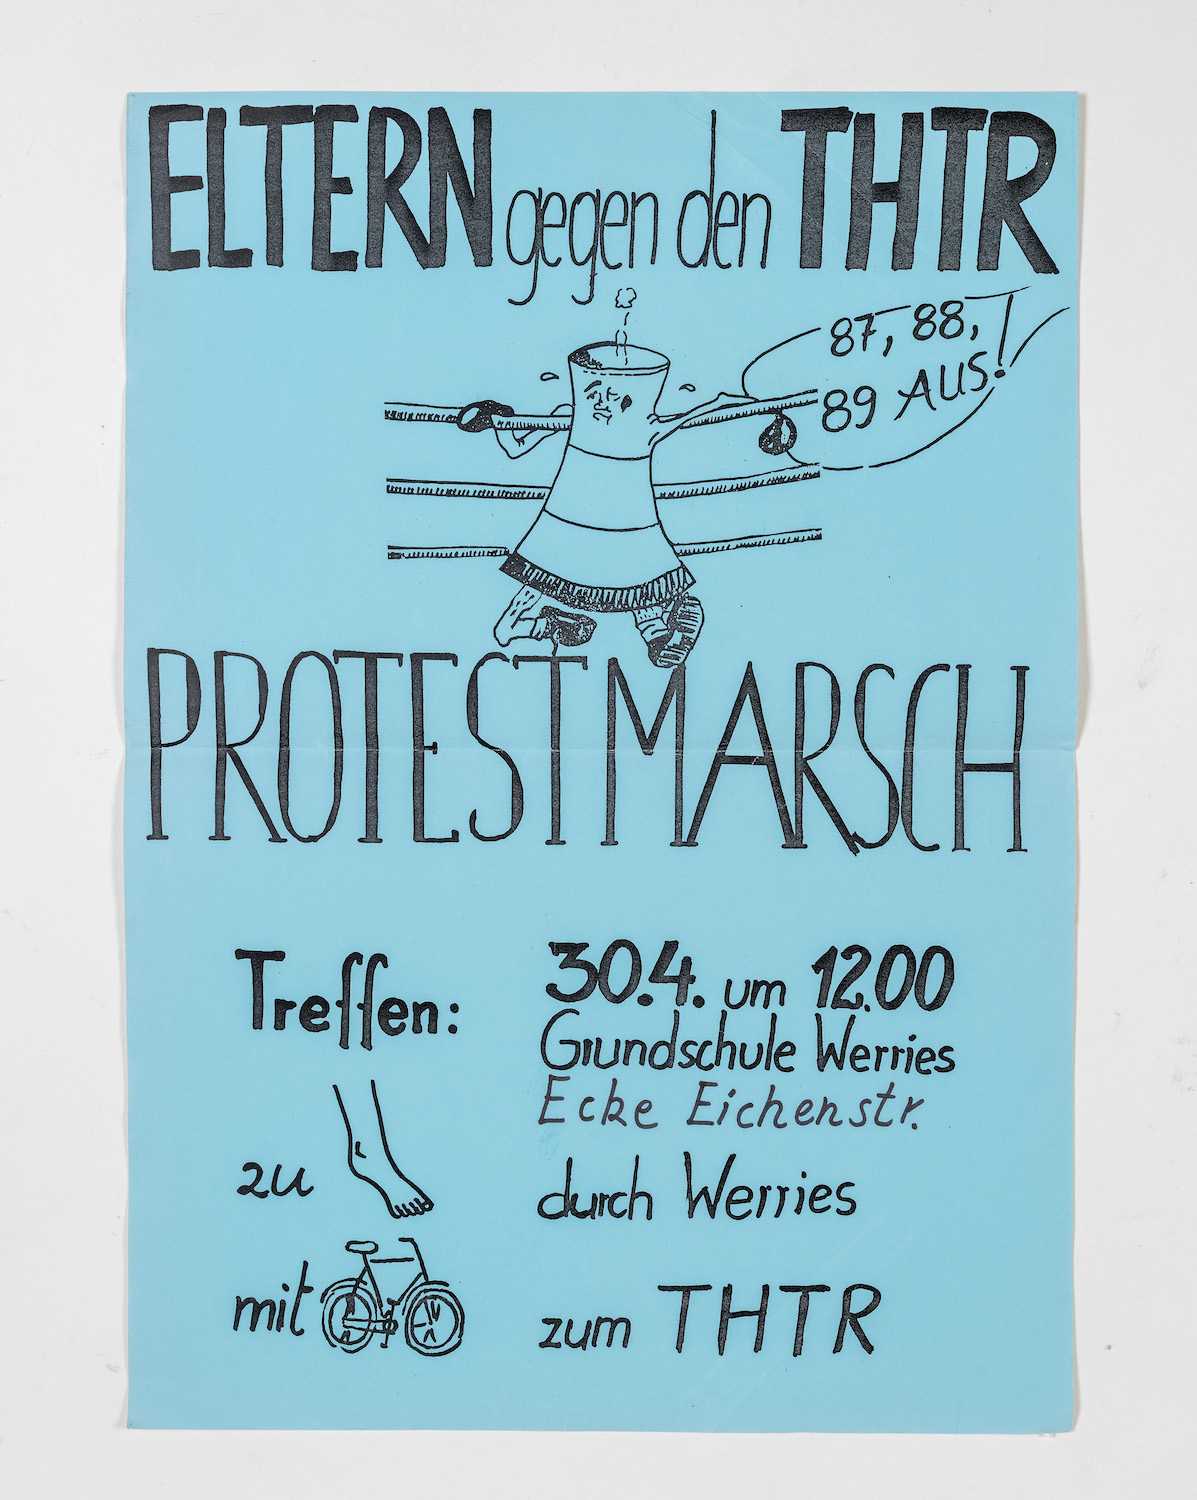 ELTERN gegen den THTR
87, 88,
89 AUS!
PROTESTMARSCH
Treffen: 30.4. um 12.00
Grundschule Werries
Ecke Eichenstr.
zu durch Werries
mit zum THTR